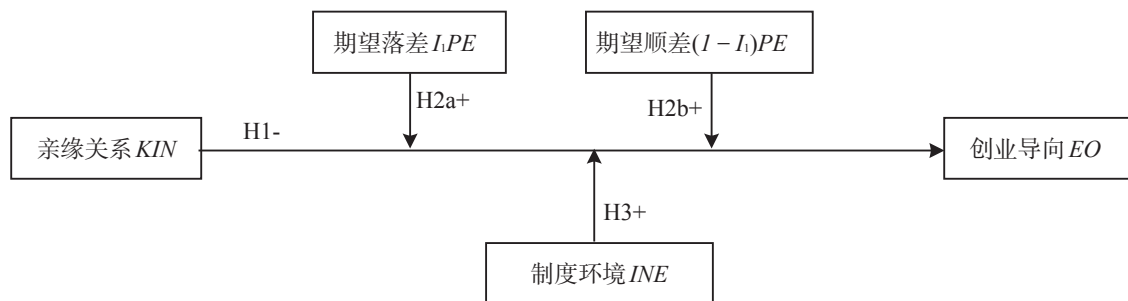 期望落差I₁PE
期望顺差(1－I₁)PE
H2a+
H2b+
H1-
亲缘关系KIN
创业导向EO
H3+
制度环境INE